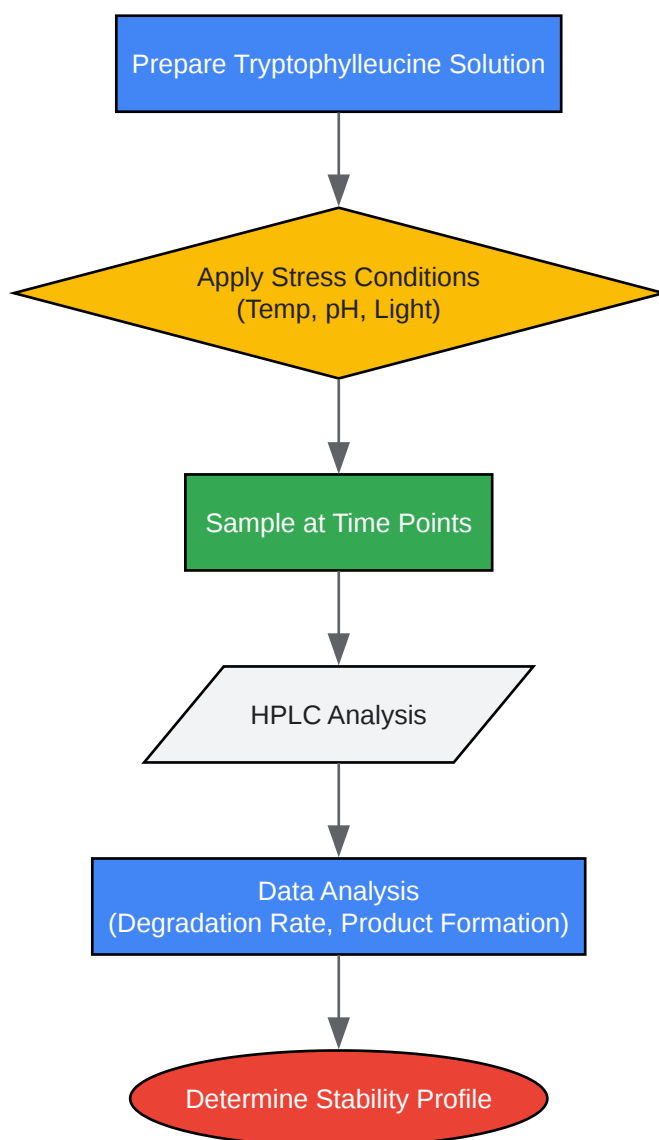 Prepare Tryptophylleucine Solution
Apply Stress Conditions
(Temp, pH, Light)
Sample at Time Points
HPLC Analysis
Data Analysis
(Degradation Rate, Product Formation)
Determine Stability Profile